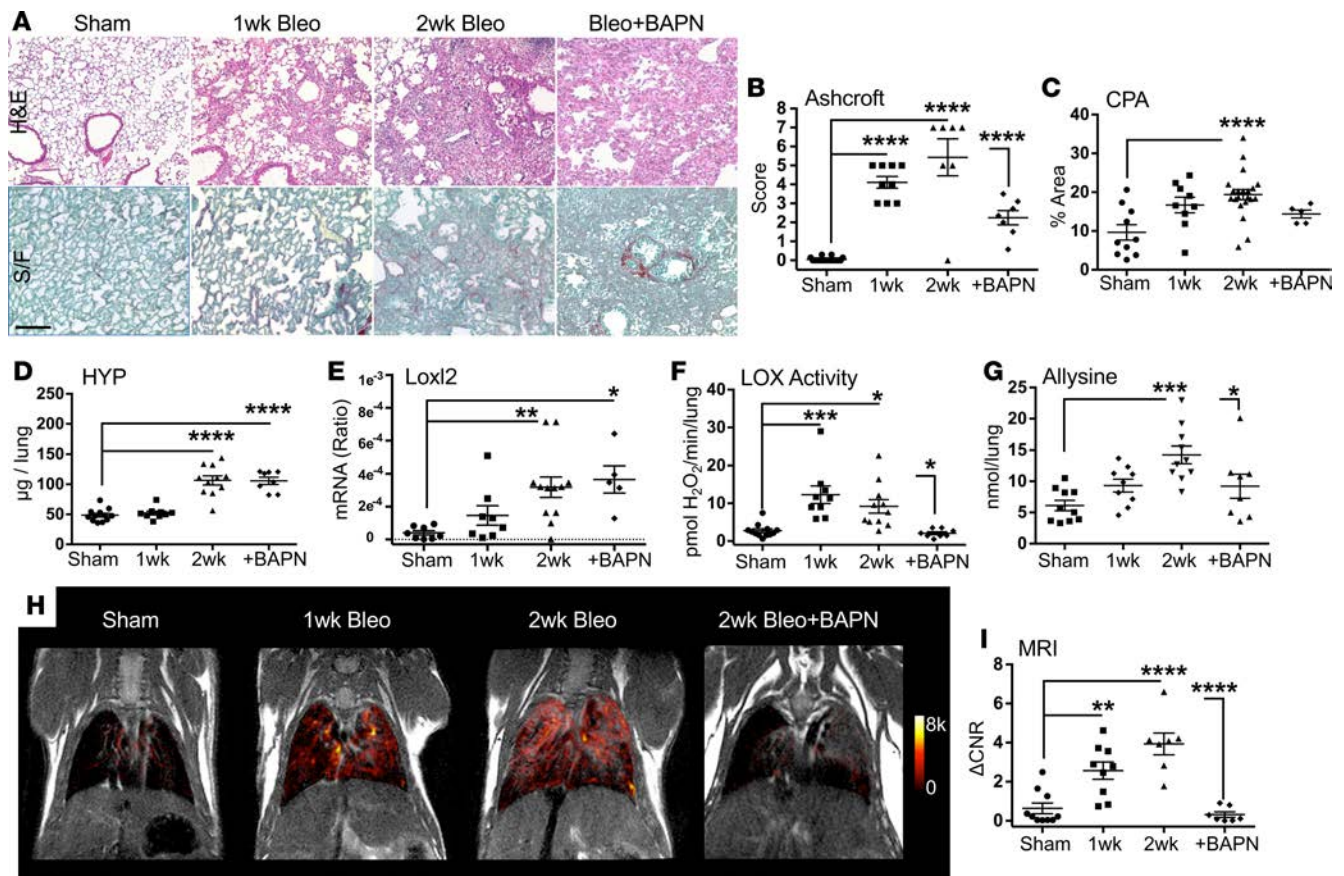 A
Sham 1wk Bleo 2wk Bleo Bleo+BAPN
H&E
S/F
B Ashcroft
Score
7
6
5
4
3
2
1
0
**** **** ****
Sham 1wk 2wk +BAPN
C CPA
% Area
40
30
20
10
0
****
Sham 1wk 2wk +BAPN
D HYP
µg / lung
250
200
150
100
50
0
**** ****
Sham 1wk 2wk +BAPN
E Loxl2
mRNA (Ratio)
1e-3
8e-4
6e-4
4e-4
2e-4
0
** *
Sham 1wk 2wk +BAPN
F LOX Activity
pmol H₂O₂/min/lung
40
30
20
10
0
*** * *
Sham 1wk 2wk +BAPN
G Allysine
nmol/lung
25
20
15
10
5
0
*** *
Sham 1wk 2wk +BAPN
H
Sham 1wk Bleo 2wk Bleo 2wk Bleo+BAPN
8k
0
I MRI
ΔCNR
8
6
4
2
0
** **** ****
Sham 1wk 2wk +BAPN